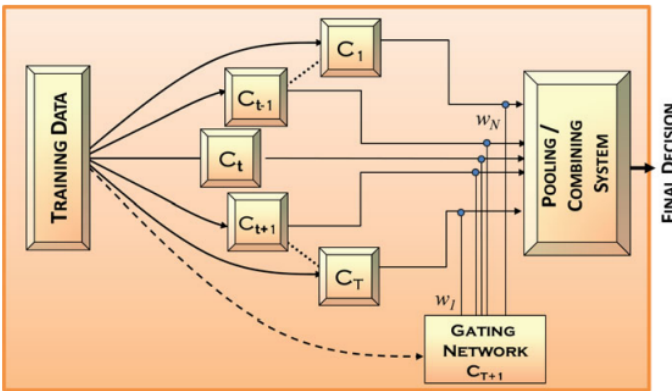 TRAINING DATA
C1
Ct-1
Ct
Ct+1
CT
wN
w1
GATING
NETWORK
CT+1
POOLING /
COMBINING
SYSTEM
FINAL DECISION